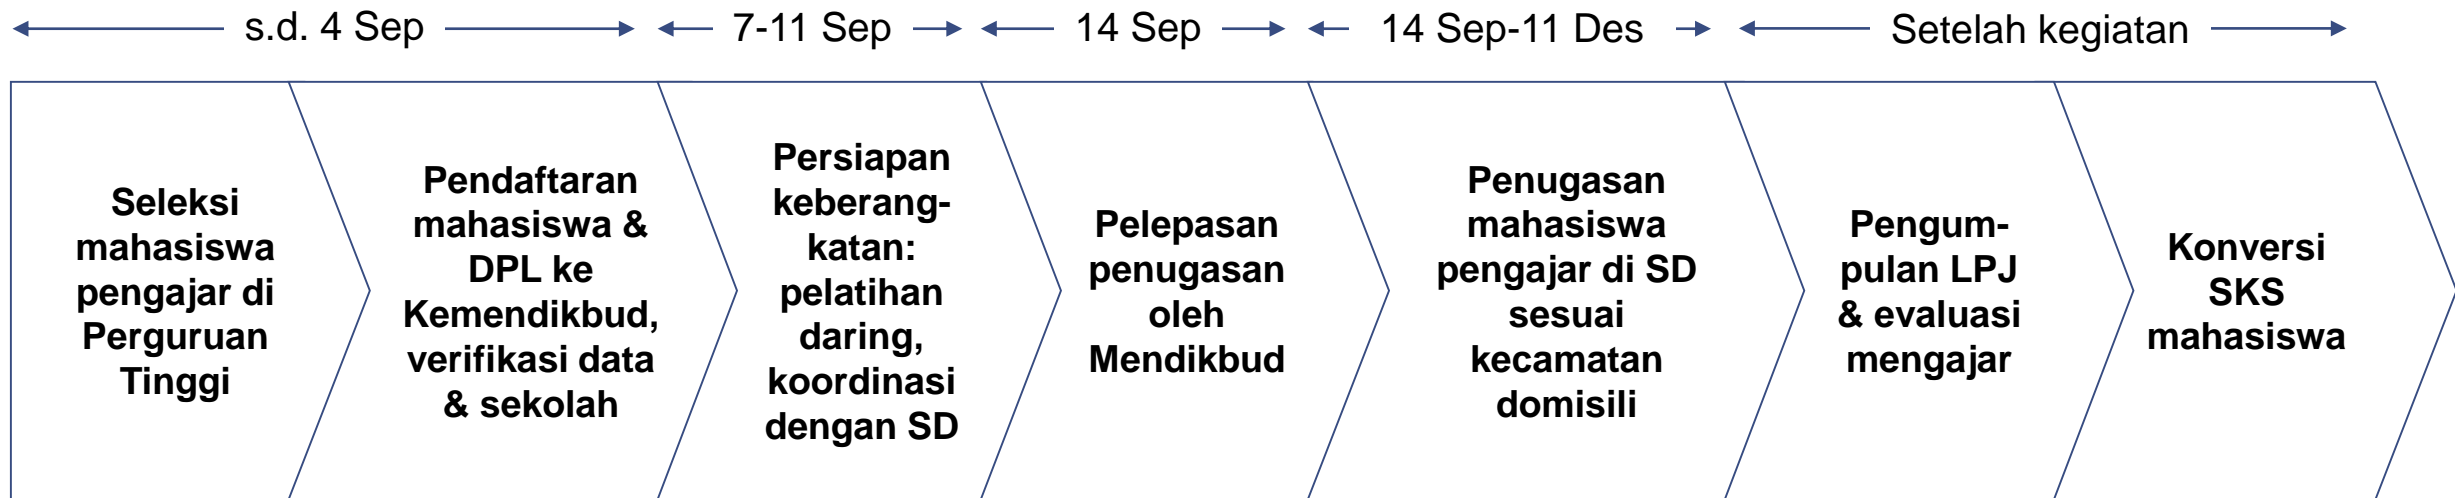 s.d. 4 Sep
7-11 Sep
14 Sep
14 Sep-11 Des
Setelah kegiatan
Seleksi
mahasiswa
pengajar di
Perguruan
Tinggi
Pendaftaran
mahasiswa &
DPL ke
Kemendikbud,
verifikasi data
& sekolah
Persiapan
keberang-
katan:
pelatihan
daring,
koordinasi
dengan SD
Pelepasan
penugasan
oleh
Mendikbud
Penugasan
mahasiswa
pengajar di SD
sesuai
kecamatan
domisili
Pengum-
pulan LPJ
& evaluasi
mengajar
Konversi
SKS
mahasiswa